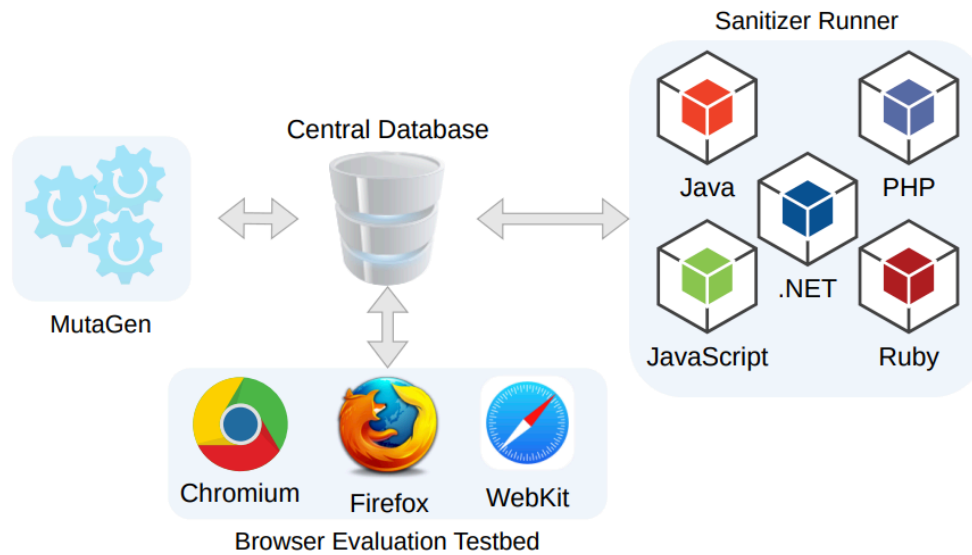 Sanitizer Runner
Central Database
Java
PHP
.NET
JavaScript
Ruby
MutaGen
Chromium
Firefox
WebKit
Browser Evaluation Testbed